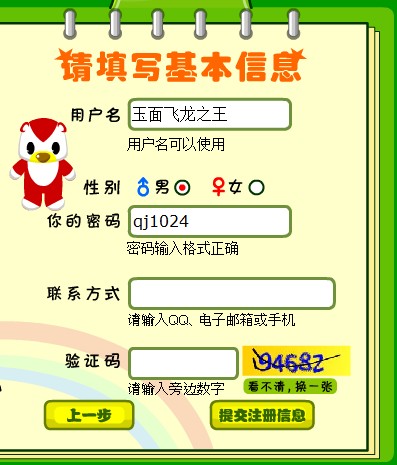 请填写基本信息
用户名 玉面飞龙之王
用户名可以使用
性别 男 女
你的密码 qj1024
密码输入格式正确
联系方式
请输入QQ、电子邮箱或手机
验证码
请输入旁边数字 看不清,换一张
上一步 提交注册信息